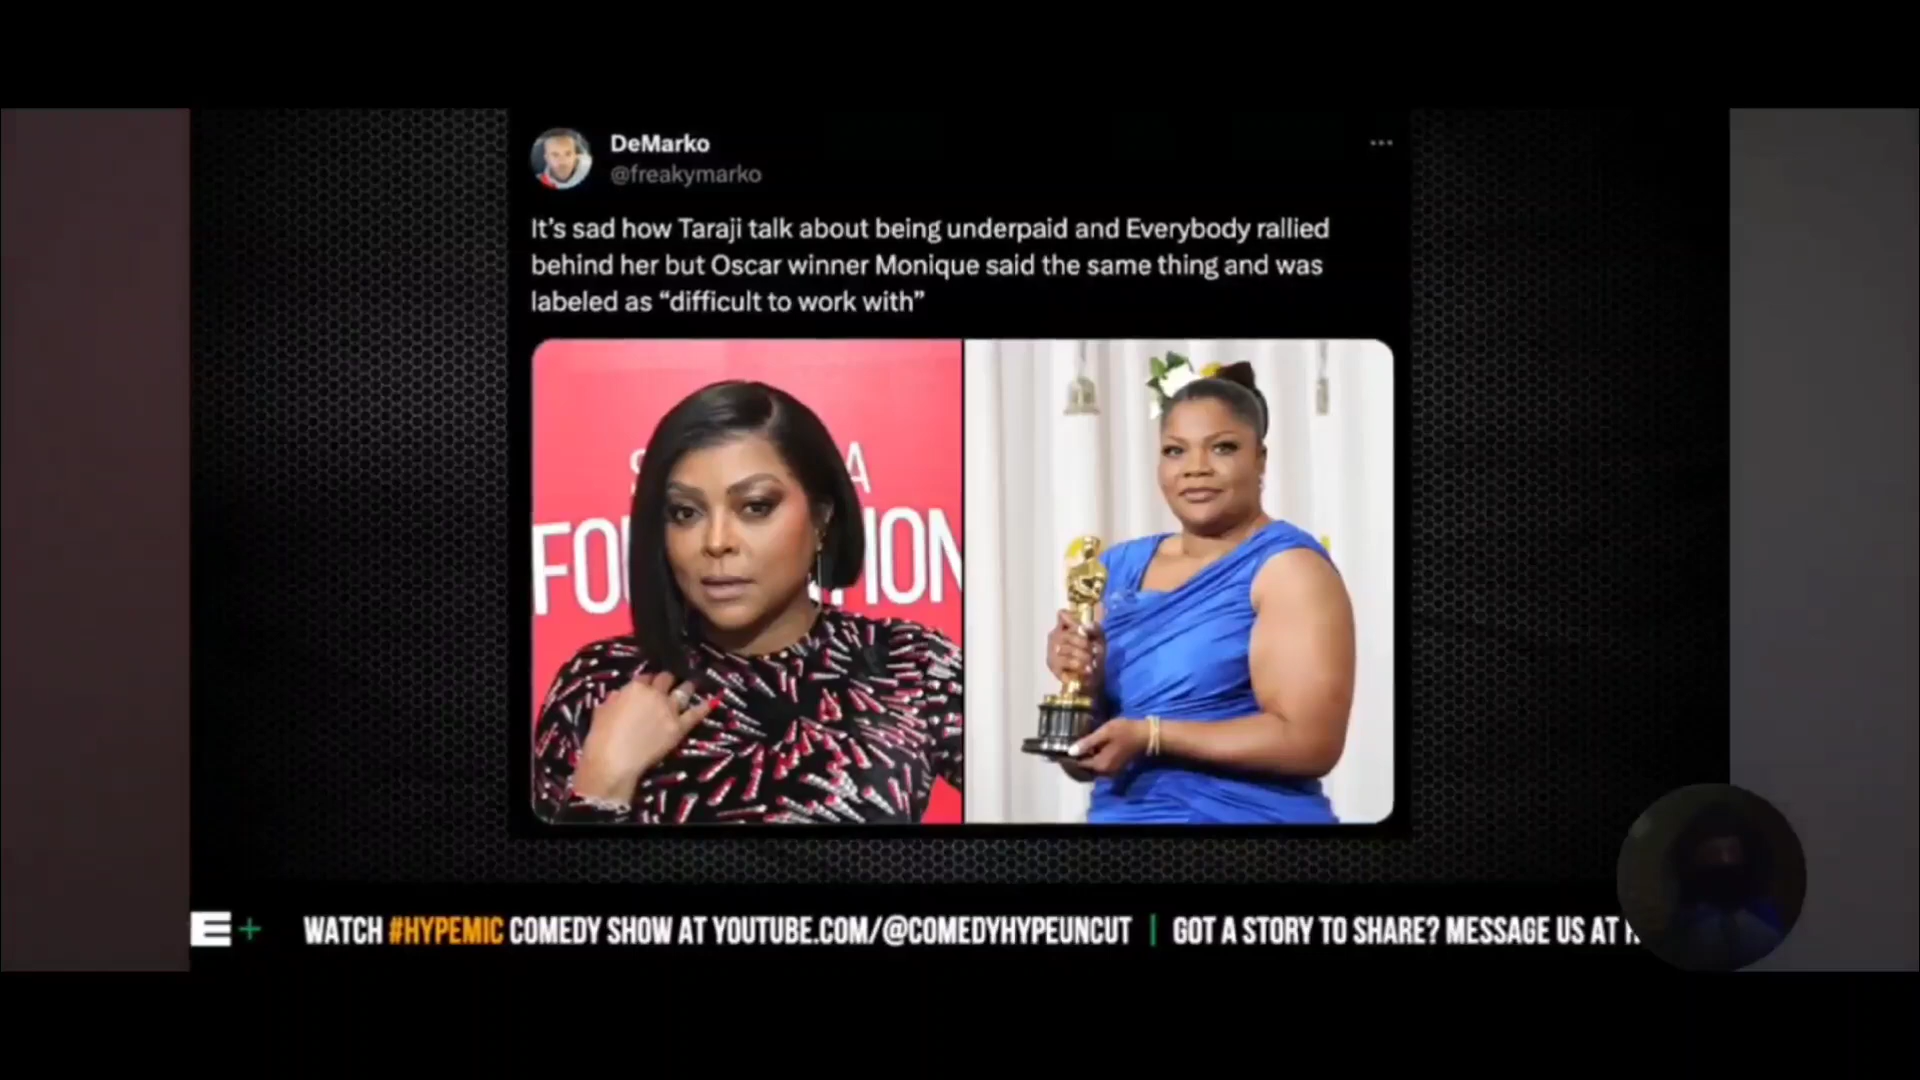 DeMarko
@freakymarko
It's sad how Taraji talk about being underpaid and Everybody rallied
behind her but Oscar winner Monique said the same thing and was
labeled as “difficult to work with”
E+ WATCH #HYPEMIC COMEDY SHOW AT YOUTUBE.COM/@COMEDYHYPEUNCUT | GOT A STORY TO SHARE? MESSAGE US AT